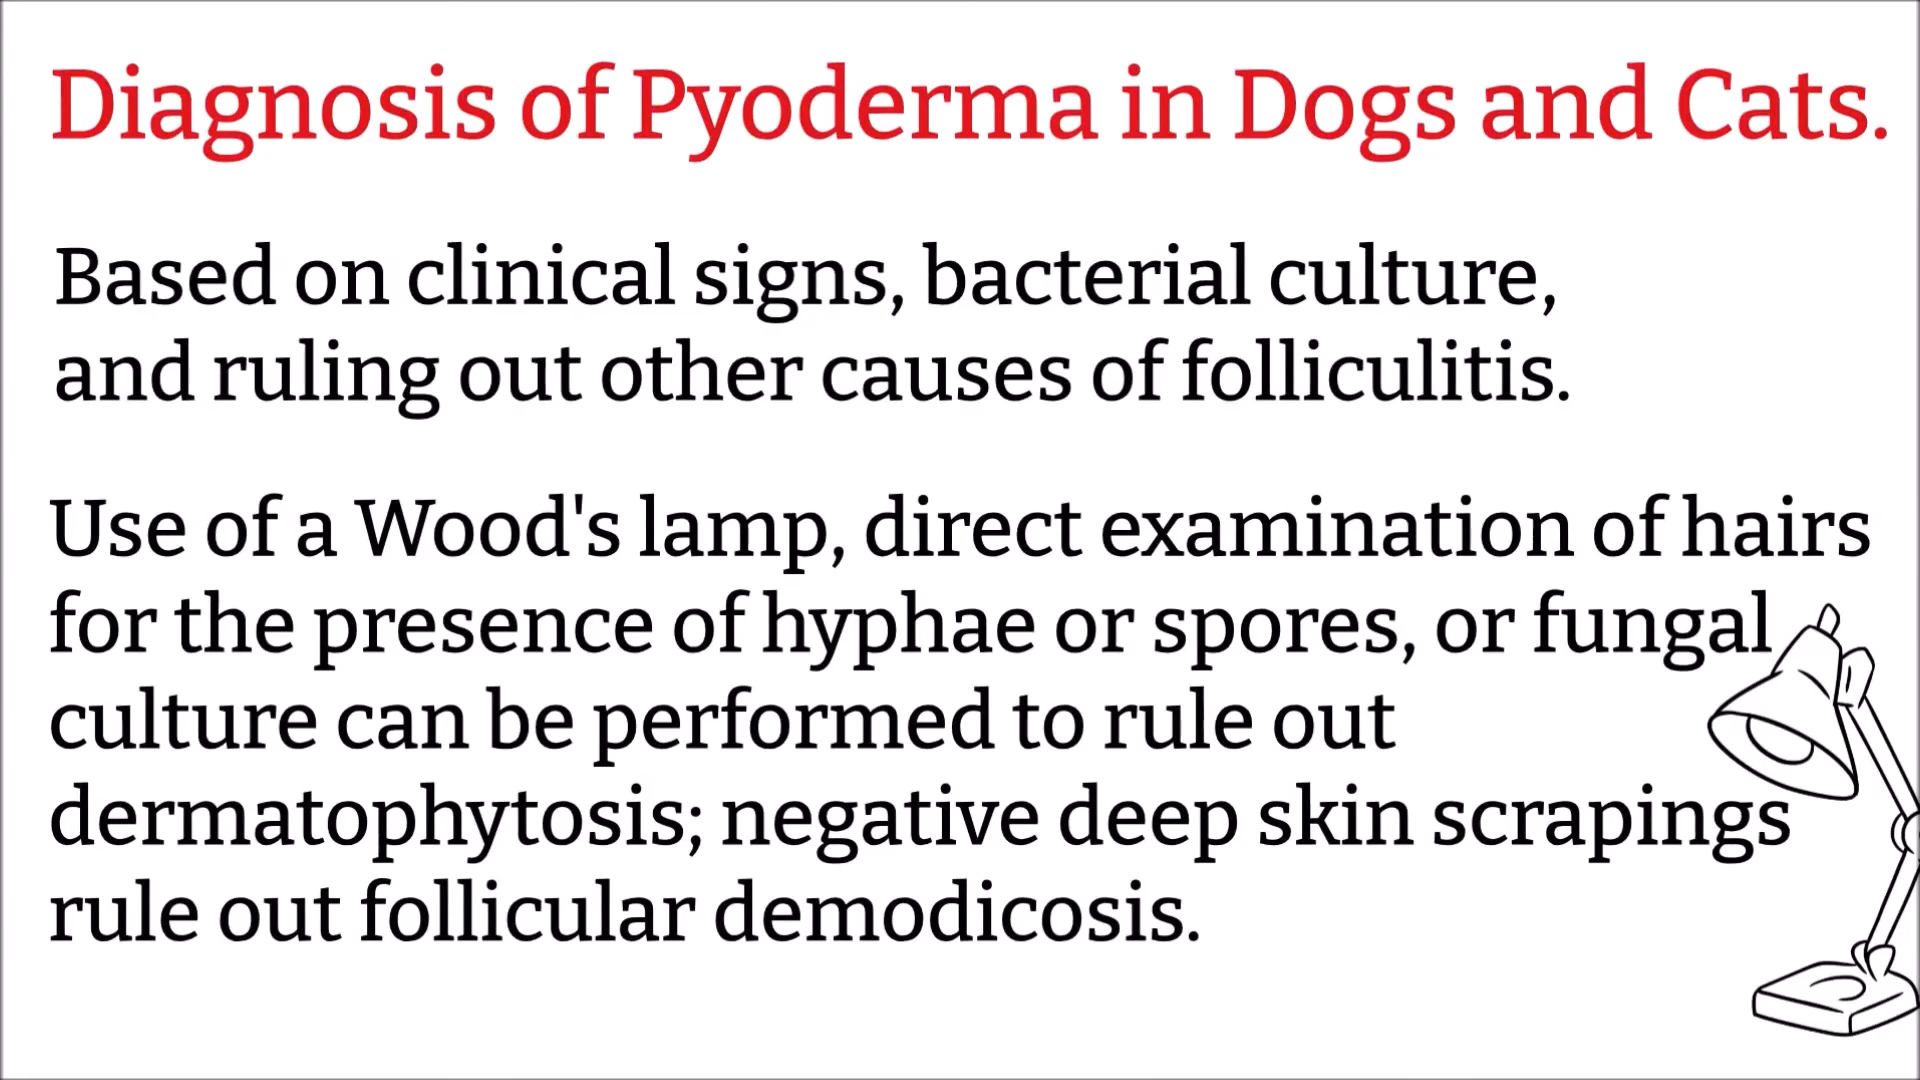 Diagnosis of Pyoderma in Dogs and Cats.
Based on clinical signs, bacterial culture,
and ruling out other causes of folliculitis.
Use of a Wood's lamp, direct examination of hairs
for the presence of hyphae or spores, or fungal
culture can be performed to rule out
dermatophytosis; negative deep skin scrapings
rule out follicular demodicosis.